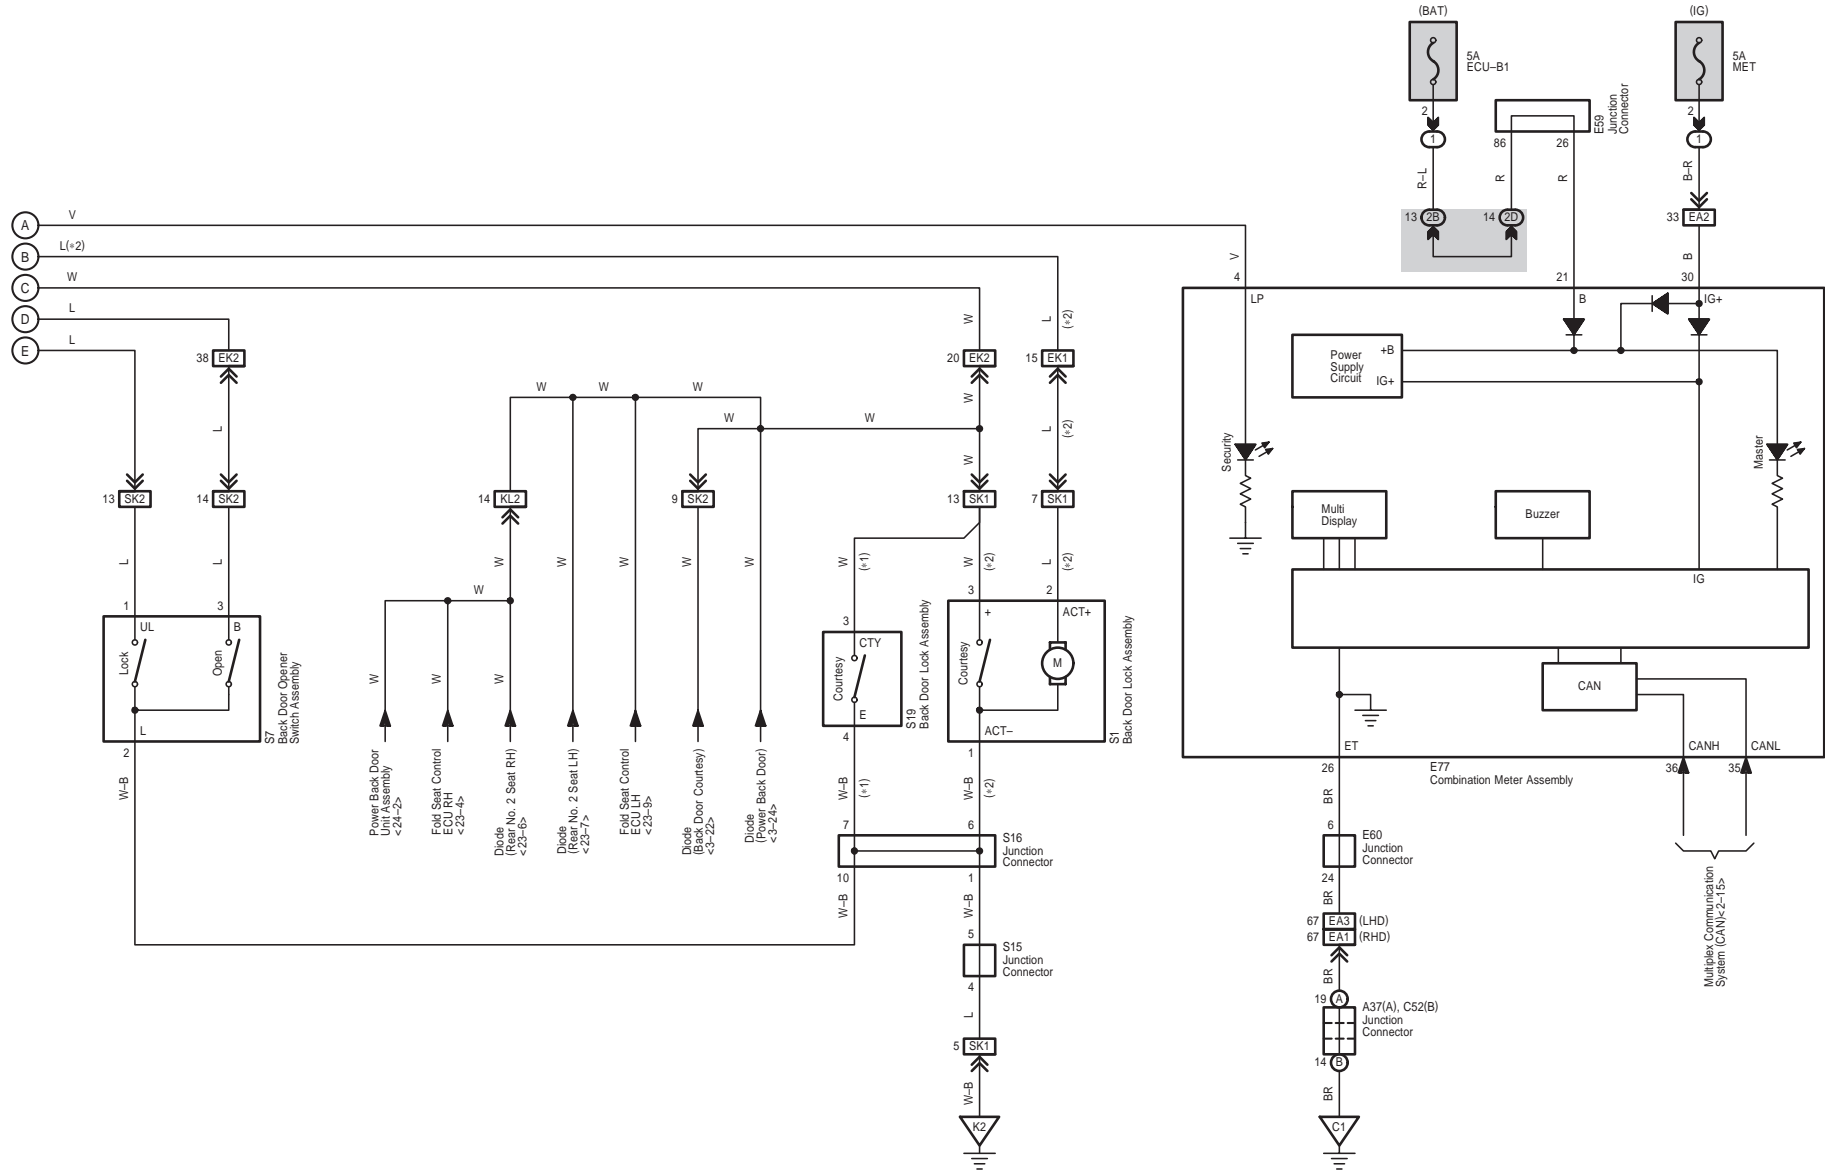 (BAT)
(IG)
5A
ECU–B1
5A
MET
2
2
1
1
E59
Junction
Connector
86
26
R–L
R
R
B–R
13
2B
14
2D
33
EA2
A
V
B
L(∗2)
C
W
D
L
E
L
V
4
21
B
30
LP
B
IG+
W
L
(∗2)
38
EK2
20
EK2
15
EK1
Power
Supply
Circuit
+B
IG+
W
W
W
W
W
W
L
W
L
(∗2)
W
Security
Master
13
SK2
14
SK2
14
KL2
9
SK2
13
SK1
7
SK1
Multi
Display
Buzzer
L
L
W
W
W
W
W
W
(∗1)
W
(∗2)
L
(∗2)
IG
W
1
3
3
2
UL
B
Lock
Open
L
S7
Back Door Opener
Switch Assembly
3
CTY
Courtesy
E
S19
Back Door Lock Assembly
+
ACT+
Courtesy
M
ACT–
S1
Back Door Lock Assembly
CAN
W
W
W
2
4
1
ET
CANH
CANL
26
E77
Combination Meter Assembly
36
35
W–B
Power Back Door
Unit Assembly
<24–2>
Fold Seat Control
ECU RH
<23–4>
Diode
(Rear No. 2 Seat RH)
<23–6>
Diode
(Rear No. 2 Seat LH)
<23–7>
Fold Seat Control
ECU LH
<23–9>
Diode
(Back Door Courtesy)
<3–22>
Diode
(Power Back Door)
<3–24>
W–B
(∗1)
W–B
(∗2)
BR
7
6
S16
Junction
Connector
6
E60
Junction
Connector
10
1
24
W–B
W–B
BR
67
EA3
(LHD)
67
EA1
(RHD)
5
S15
Junction
Connector
4
BR
Multiplex Communication
System (CAN)<2–15>
L
19
A
A37(A), C52(B)
Junction
Connector
5
SK1
14
B
W–B
BR
K2
C1